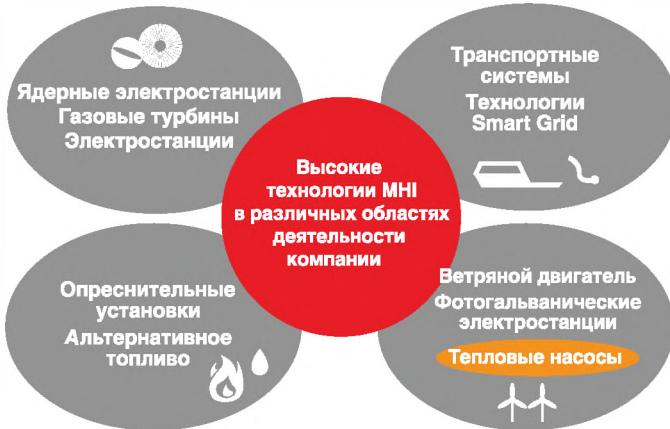 Ядерные электростанции
Газовые турбины
Электростанции
Транспортные
системы
Технологии
Smart Grid
Высокие
технологии MHI
в различных областях
деятельности
компании
Опреснительные
установки
Альтернативное
топливо
Ветряной двигатель
Фотогальванические
электростанции
Тепловые насосы